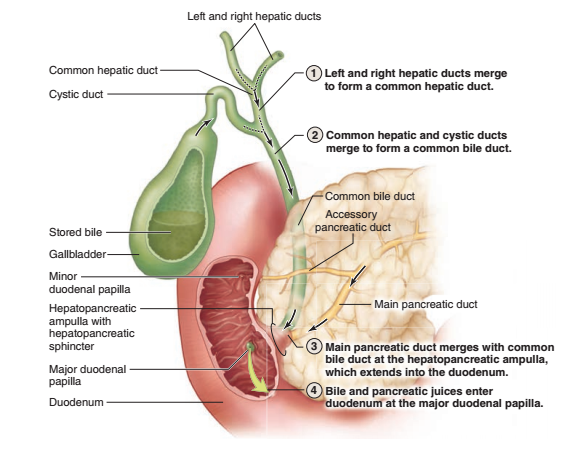 Left and right hepatic ducts
Common hepatic duct
Cystic duct
1 Left and right hepatic ducts merge
to form a common hepatic duct.
2 Common hepatic and cystic ducts
merge to form a common bile duct.
Common bile duct
Accessory
pancreatic duct
Stored bile
Gallbladder
Minor
duodenal papilla
Hepatopancreatic
ampulla with
hepatopancreatic
sphincter
Major duodenal
papilla
Duodenum
Main pancreatic duct
3 Main pancreatic duct merges with common
bile duct at the hepatopancreatic ampulla,
which extends into the duodenum.
4 Bile and pancreatic juices enter
duodenum at the major duodenal papilla.